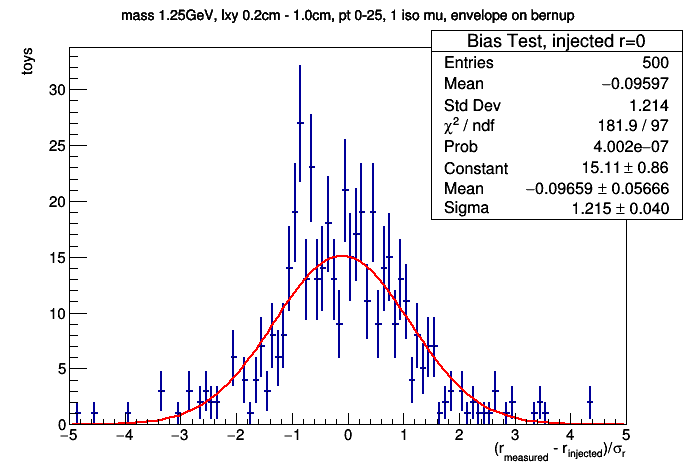 mass 1.25GeV, lxy 0.2cm - 1.0cm, pt 0-25, 1 iso mu, envelope on bernup
Bias Test, injected r=0
Entries 500
Mean −0.09597
Std Dev 1.214
χ² / ndf 181.9 / 97
Prob 4.002e−07
Constant 15.11 ± 0.86
Mean −0.09659 ± 0.05666
Sigma 1.215 ± 0.040
toys
30
25
20
15
10
5
0
−5 −4 −3 −2 −1 0 1 2 3 4 5
(r_measured - r_injected)/σ_r